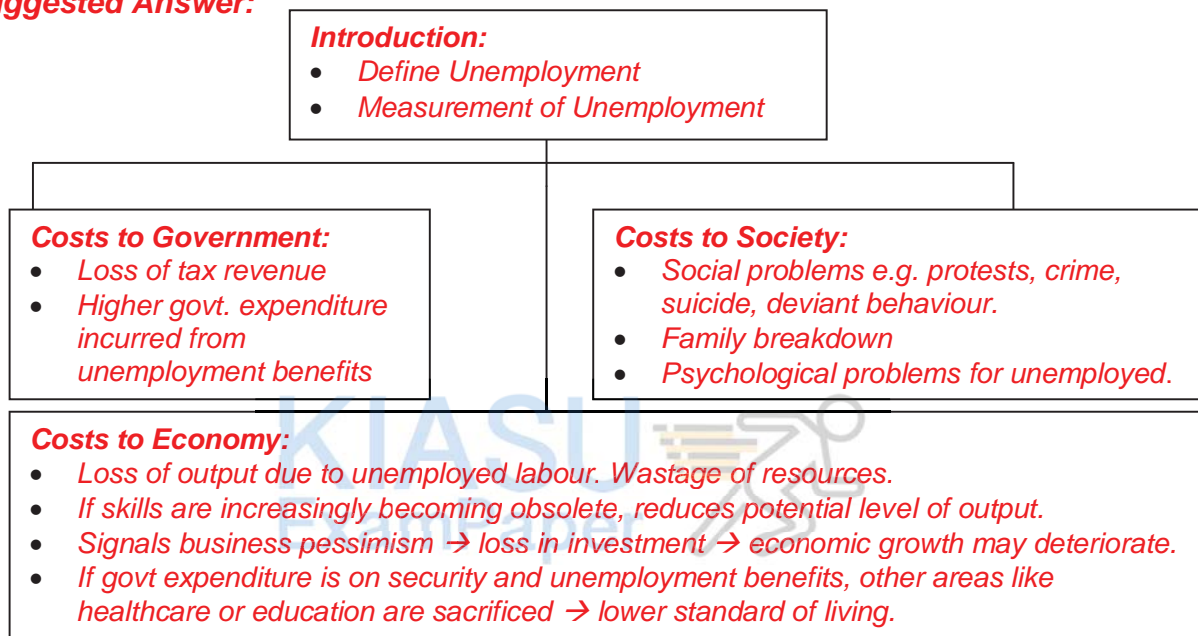 uggested Answer:
Introduction:
• Define Unemployment
• Measurement of Unemployment
Costs to Government:
• Loss of tax revenue
• Higher govt. expenditure
incurred from
unemployment benefits
Costs to Society:
• Social problems e.g. protests, crime,
suicide, deviant behaviour.
• Family breakdown
• Psychological problems for unemployed.
Costs to Economy:
• Loss of output due to unemployed labour. Wastage of resources.
• If skills are increasingly becoming obsolete, reduces potential level of output.
• Signals business pessimism → loss in investment → economic growth may deteriorate.
• If govt expenditure is on security and unemployment benefits, other areas like
healthcare or education are sacrificed → lower standard of living.
KIASU
ExamPaper